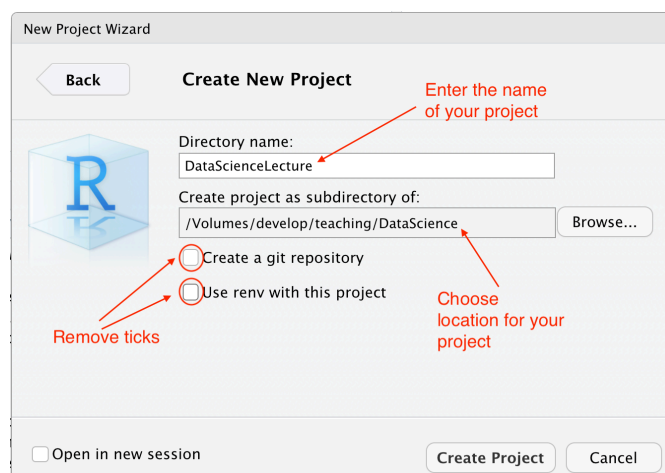 New Project Wizard
Back
Create New Project
Enter the name
of your project
Directory name:
DataScienceLecture
Create project as subdirectory of:
/Volumes/develop/teaching/DataScience
Browse...
Create a git repository
Use renv with this project
Remove ticks
Choose
location for your
project
Open in new session
Create Project
Cancel
R